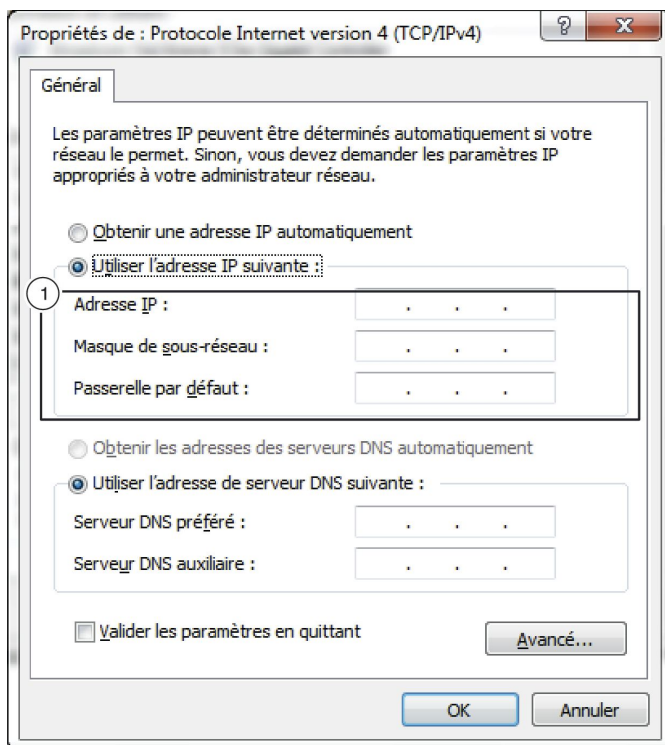 Propriétés de : Protocole Internet version 4 (TCP/IPv4)
?
X
Général
Les paramètres IP peuvent être déterminés automatiquement si votre
réseau le permet. Sinon, vous devez demander les paramètres IP
appropriés à votre administrateur réseau.
Obtenir une adresse IP automatiquement
Utiliser l'adresse IP suivante :
1
Adresse IP :
. . .
Masque de sous-réseau :
. . .
Passerelle par défaut :
. . .
Obtenir les adresses des serveurs DNS automatiquement
Utiliser l'adresse de serveur DNS suivante :
Serveur DNS préféré :
. . .
Serveur DNS auxiliaire :
. . .
Valider les paramètres en quittant
Avancé...
OK
Annuler